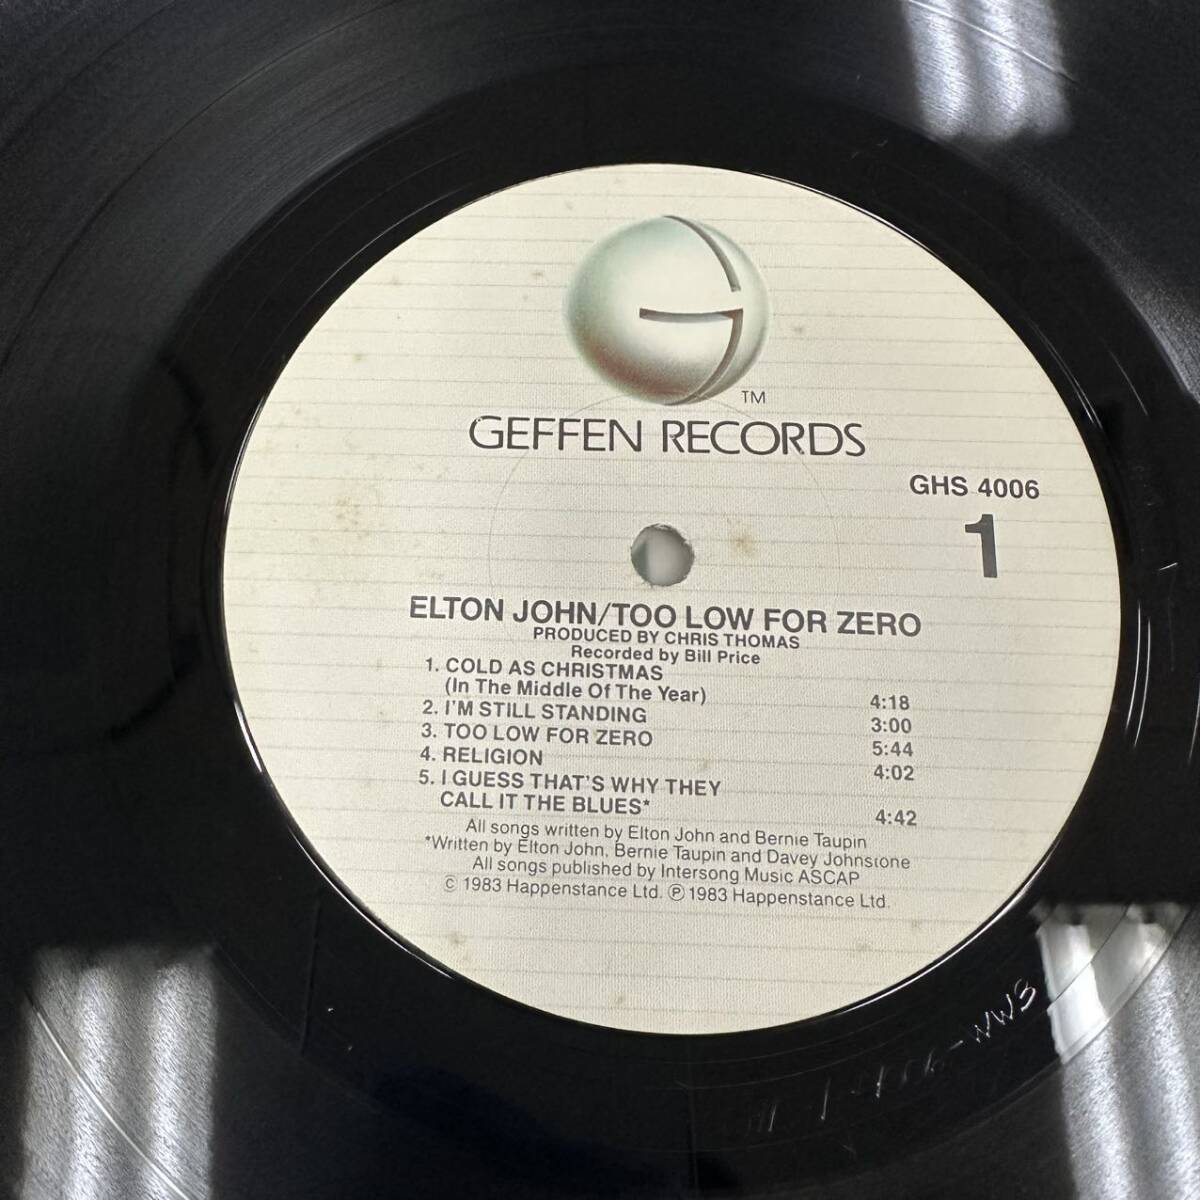 TM
GEFFEN RECORDS
GHS 4006
1
ELTON JOHN/TOO LOW FOR ZERO
PRODUCED BY CHRIS THOMAS
Recorded by Bill Price
1. COLD AS CHRISTMAS
(In The Middle Of The Year) 4:18
2. I'M STILL STANDING 3:00
3. TOO LOW FOR ZERO 5:44
4. RELIGION 4:02
5. I GUESS THAT'S WHY THEY
CALL IT THE BLUES* 4:42
All songs written by Elton John and Bernie Taupin
*Written by Elton John, Bernie Taupin and Davey Johnstone
All songs published by Intersong Music ASCAP
© 1983 Happenstance Ltd. ℗ 1983 Happenstance Ltd.